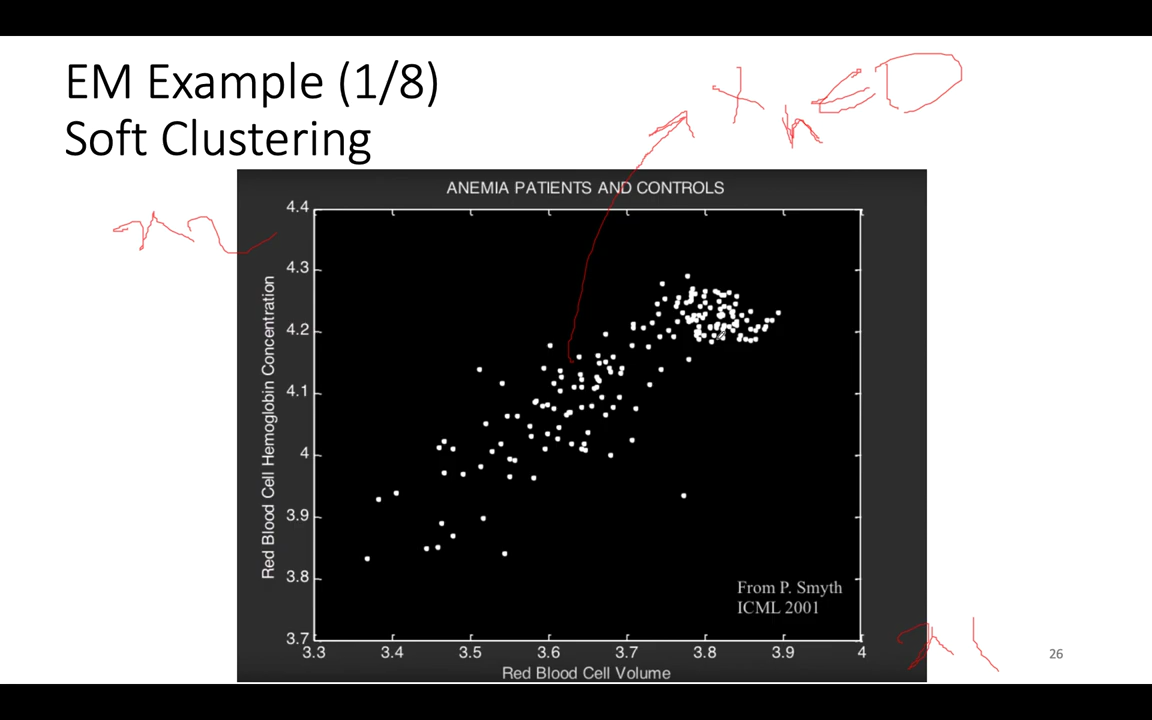 EM Example (1/8)
Soft Clustering
ANEMIA PATIENTS AND CONTROLS
Red Blood Cell Hemoglobin Concentration
4.4
4.3
4.2
4.1
4
3.9
3.8
3.7
From P. Smyth
ICML 2001
3.3 3.4 3.5 3.6 3.7 3.8 3.9 4
Red Blood Cell Volume
26